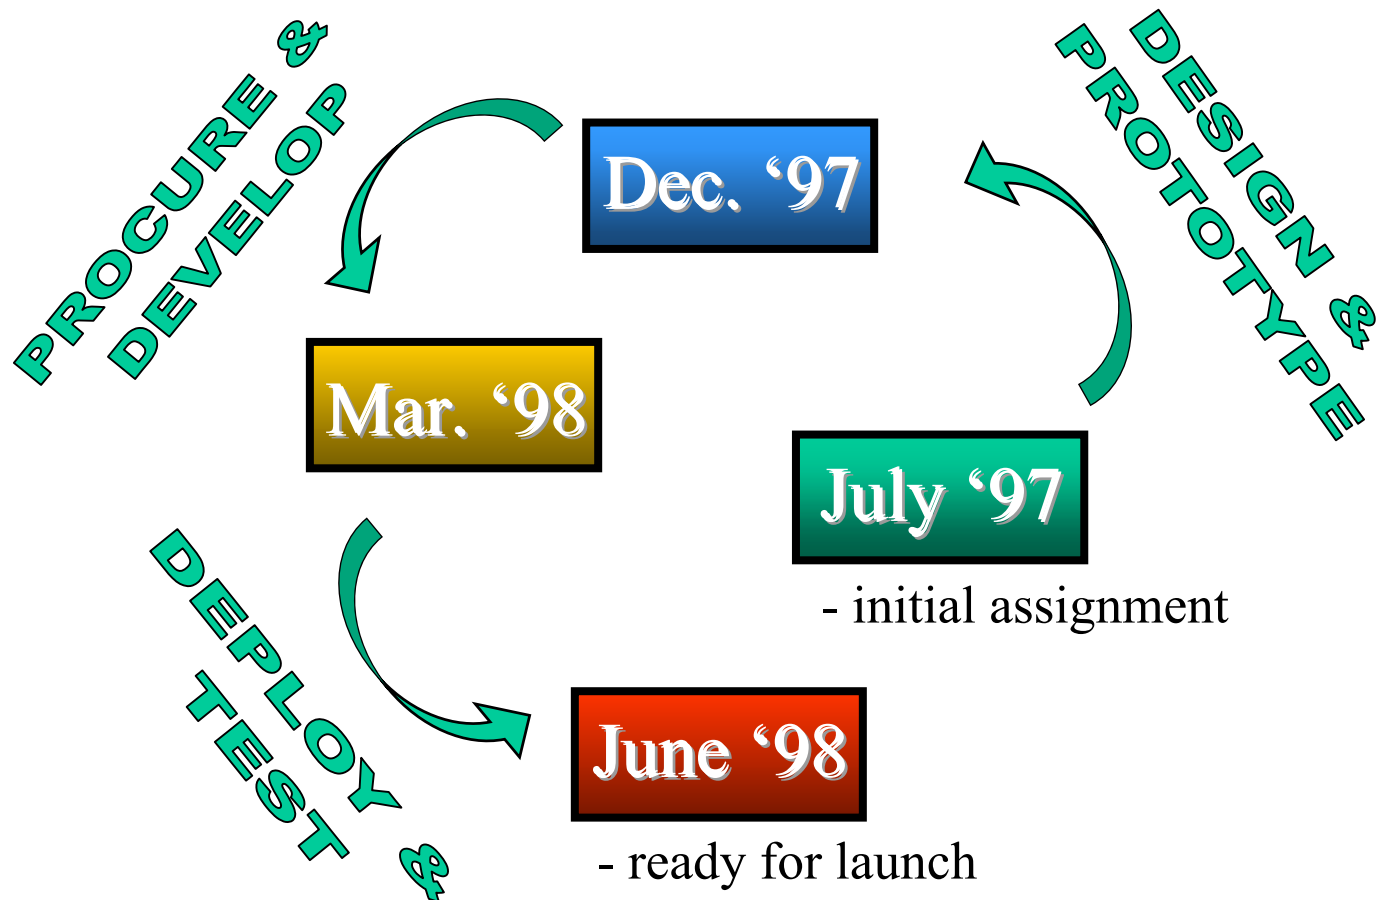 PROCURE &
DEVELOP
DESIGN &
PROTOTYPE
Dec. ‘97
Mar. ‘98
July ‘97
- initial assignment
DEPLOY &
TEST
June ‘98
- ready for launch